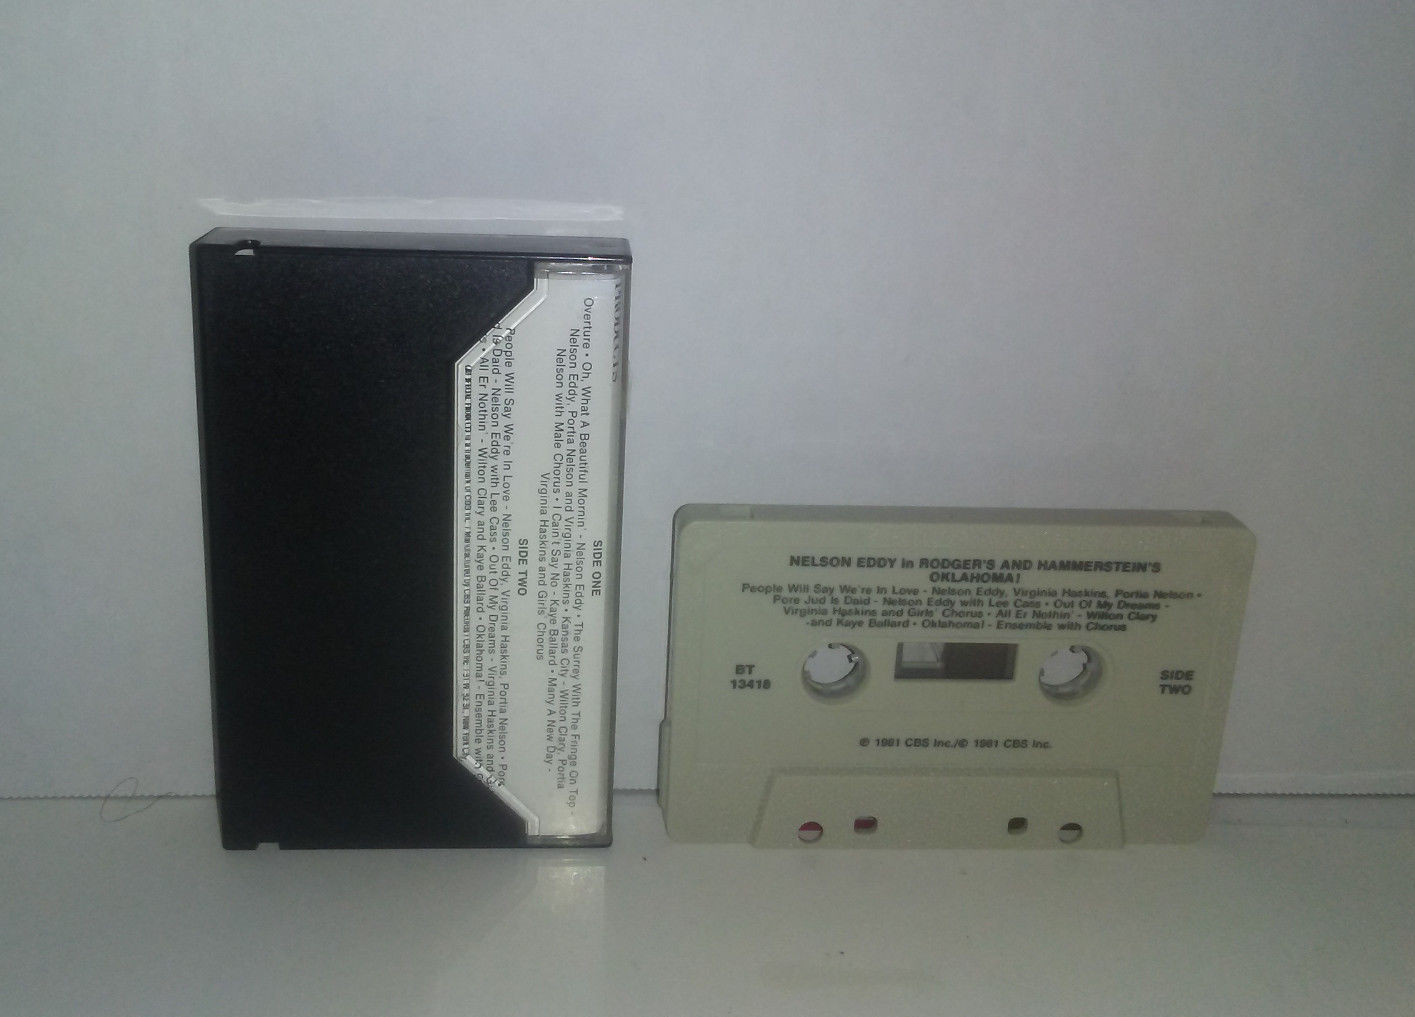 PRODUCTS
SIDE ONE
Overture • Oh, What A Beautiful Mornin' - Nelson Eddy • The Surrey With The Fringe On Top -
Nelson Eddy, Portia Nelson and Virginia Haskins • Kansas City - Wilton Clary, Portia
Nelson with Male Chorus • I Cain't Say No - Kaye Ballard • Many A New Day -
Virginia Haskins and Girls' Chorus
SIDE TWO
People Will Say We're In Love - Nelson Eddy, Virginia Haskins, Portia Nelson • Pore
Is Daid - Nelson Eddy with Lee Cass • Out Of My Dreams - Virginia Haskins and
• All Er Nothin' - Wilton Clary and Kaye Ballard • Oklahoma! - Ensemble with
NELSON EDDY in RODGER'S AND HAMMERSTEIN'S
OKLAHOMA!
People Will Say We're In Love - Nelson Eddy, Virginia Haskins, Portia Nelson •
Pore Jud Is Daid - Nelson Eddy with Lee Cass • Out Of My Dreams -
Virginia Haskins and Girls' Chorus • All Er Nothin' - Wilton Clary
and Kaye Ballard • Oklahoma! - Ensemble with Chorus
BT
13418
SIDE
TWO
℗ 1981 CBS Inc./© 1981 CBS Inc.